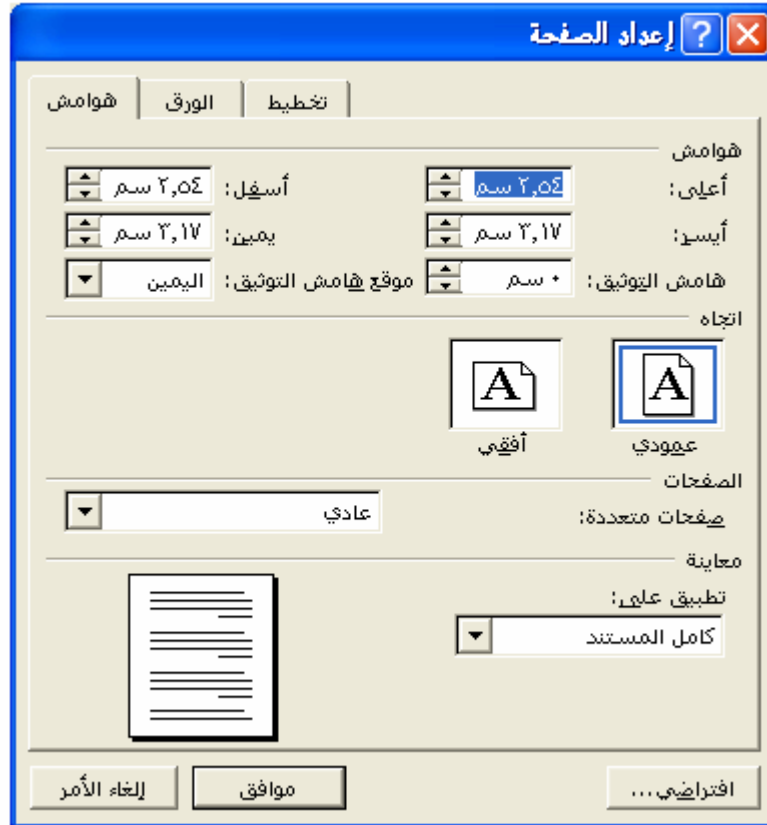 إعداد الصفحة
هوامش الورق تخطيط
هوامش
أعلى: ٢,٥٤ سم أسفل: ٢,٥٤ سم
أيسر: ٣,١٧ سم يمين: ٣,١٧ سم
هامش التوثيق: ٠ سم موقع هامش التوثيق: اليمين
اتجاه
A A
عمودي أفقي
الصفحات
صفحات متعددة: عادي
معاينة
تطبيق على:
كامل المستند
افتراضي... موافق إلغاء الأمر